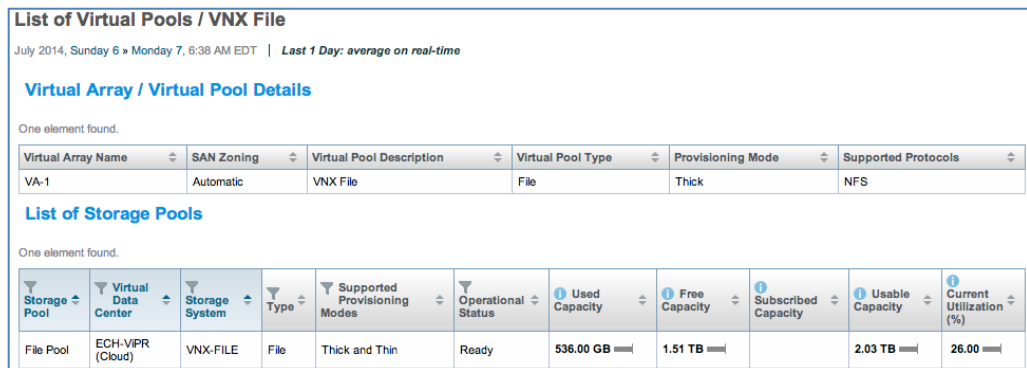 List of Virtual Pools / VNX File
July 2014, Sunday 6 » Monday 7, 6:38 AM EDT | Last 1 Day: average on real-time
Virtual Array / Virtual Pool Details
One element found.
Virtual Array Name SAN Zoning Virtual Pool Description Virtual Pool Type Provisioning Mode Supported Protocols
VA-1 Automatic VNX File File Thick NFS
List of Storage Pools
One element found.
Storage Pool Virtual Data Center Storage System Type Supported Provisioning Modes Operational Status Used Capacity Free Capacity Subscribed Capacity Usable Capacity Current Utilization (%)
File Pool ECH-ViPR (Cloud) VNX-FILE File Thick and Thin Ready 536.00 GB 1.51 TB 2.03 TB 26.00